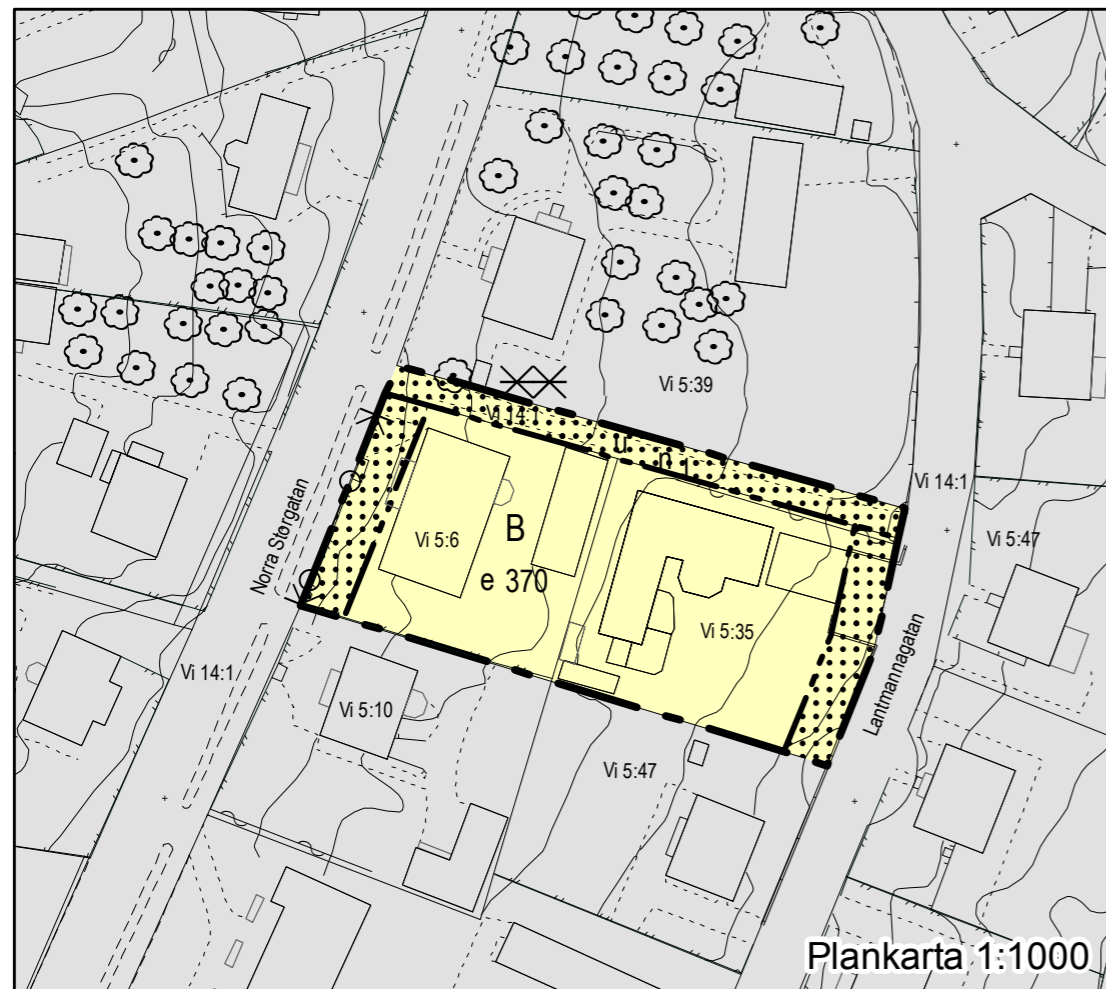 Vi 5:39
Vi 14:1
u
n
Vi 14:1
Norra Storgatan
Vi 5:6
B
e 370
Vi 5:47
Vi 5:35
Lantmannagatan
Vi 14:1
Vi 5:10
Vi 5:47
Plankarta 1:1000